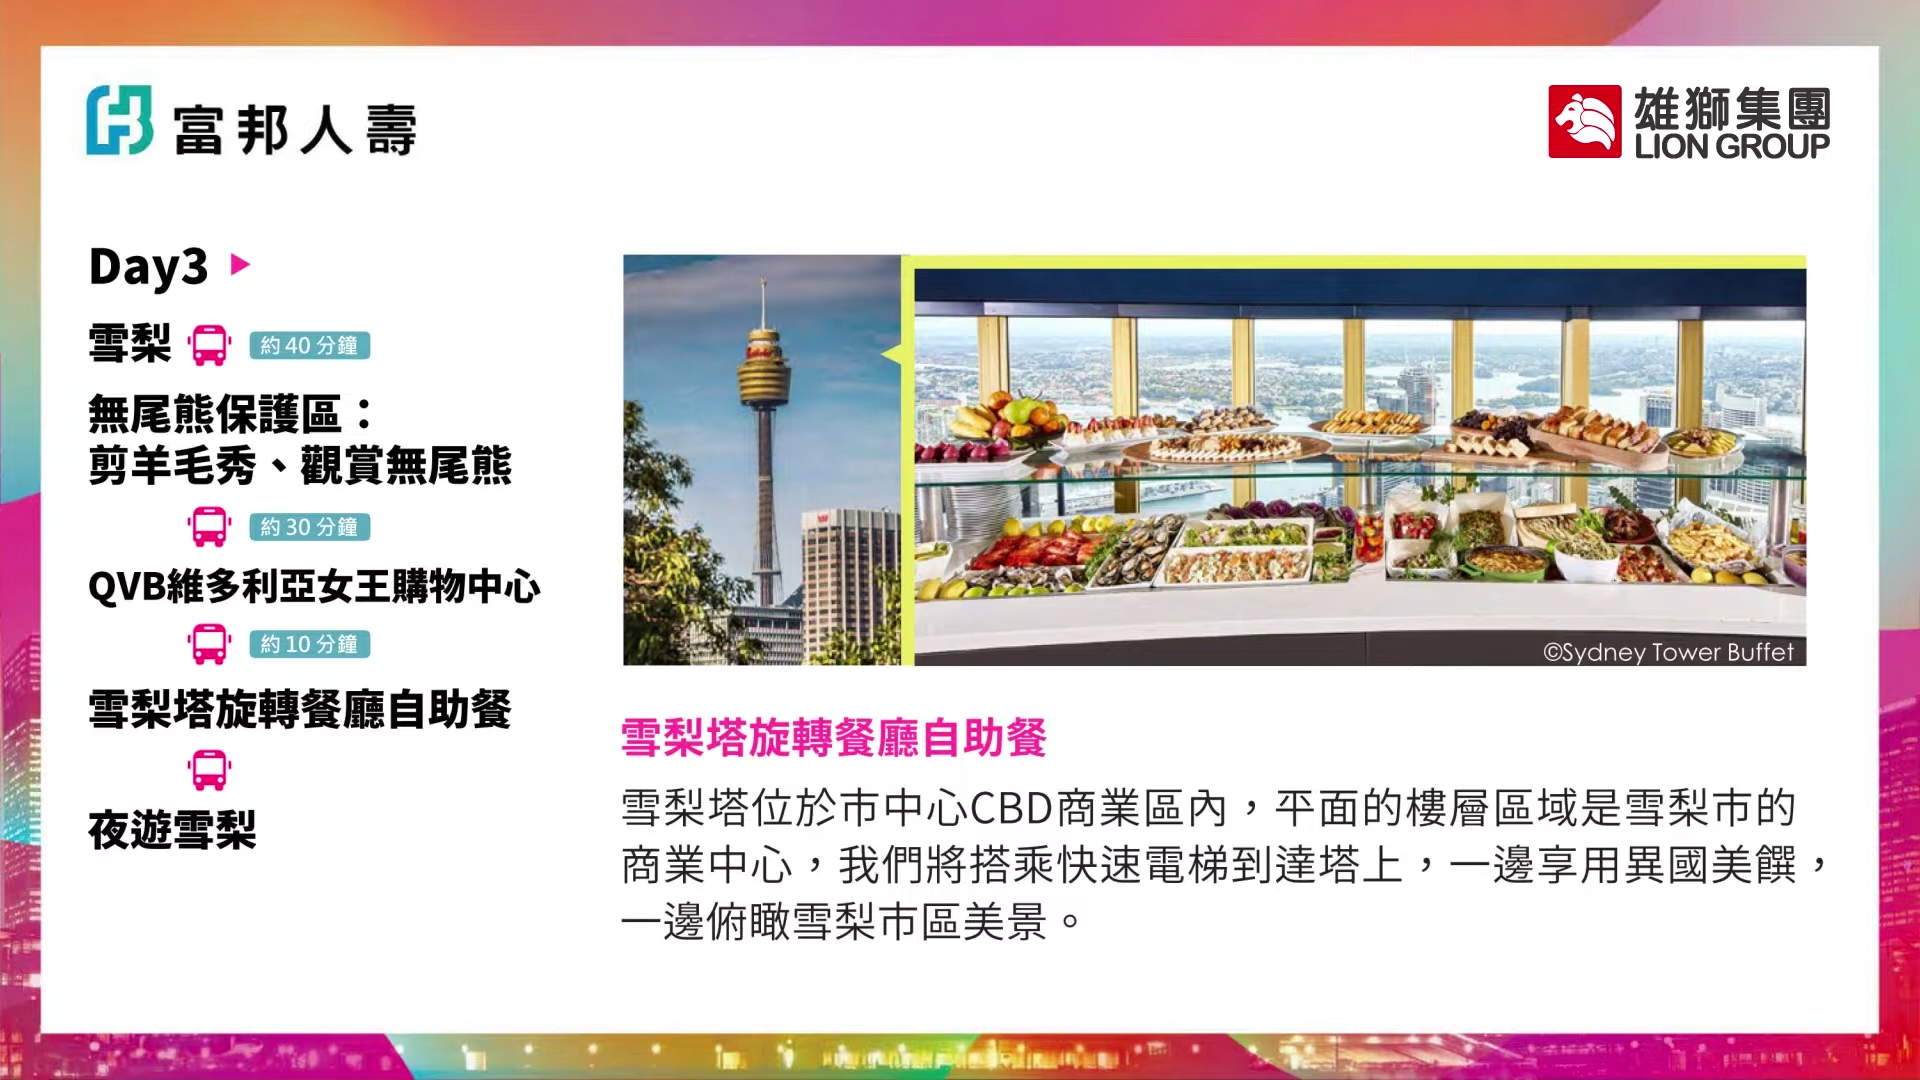 富邦人壽
雄獅集團
LION GROUP
Day3
雪梨 約40分鐘
無尾熊保護區：
剪羊毛秀、觀賞無尾熊
約30分鐘
QVB維多利亞女王購物中心
約10分鐘
雪梨塔旋轉餐廳自助餐
夜遊雪梨
©Sydney Tower Buffet
雪梨塔旋轉餐廳自助餐
雪梨塔位於市中心CBD商業區內，平面的樓層區域是雪梨市的
商業中心，我們將搭乘快速電梯到達塔上，一邊享用異國美饌，
一邊俯瞰雪梨市區美景。